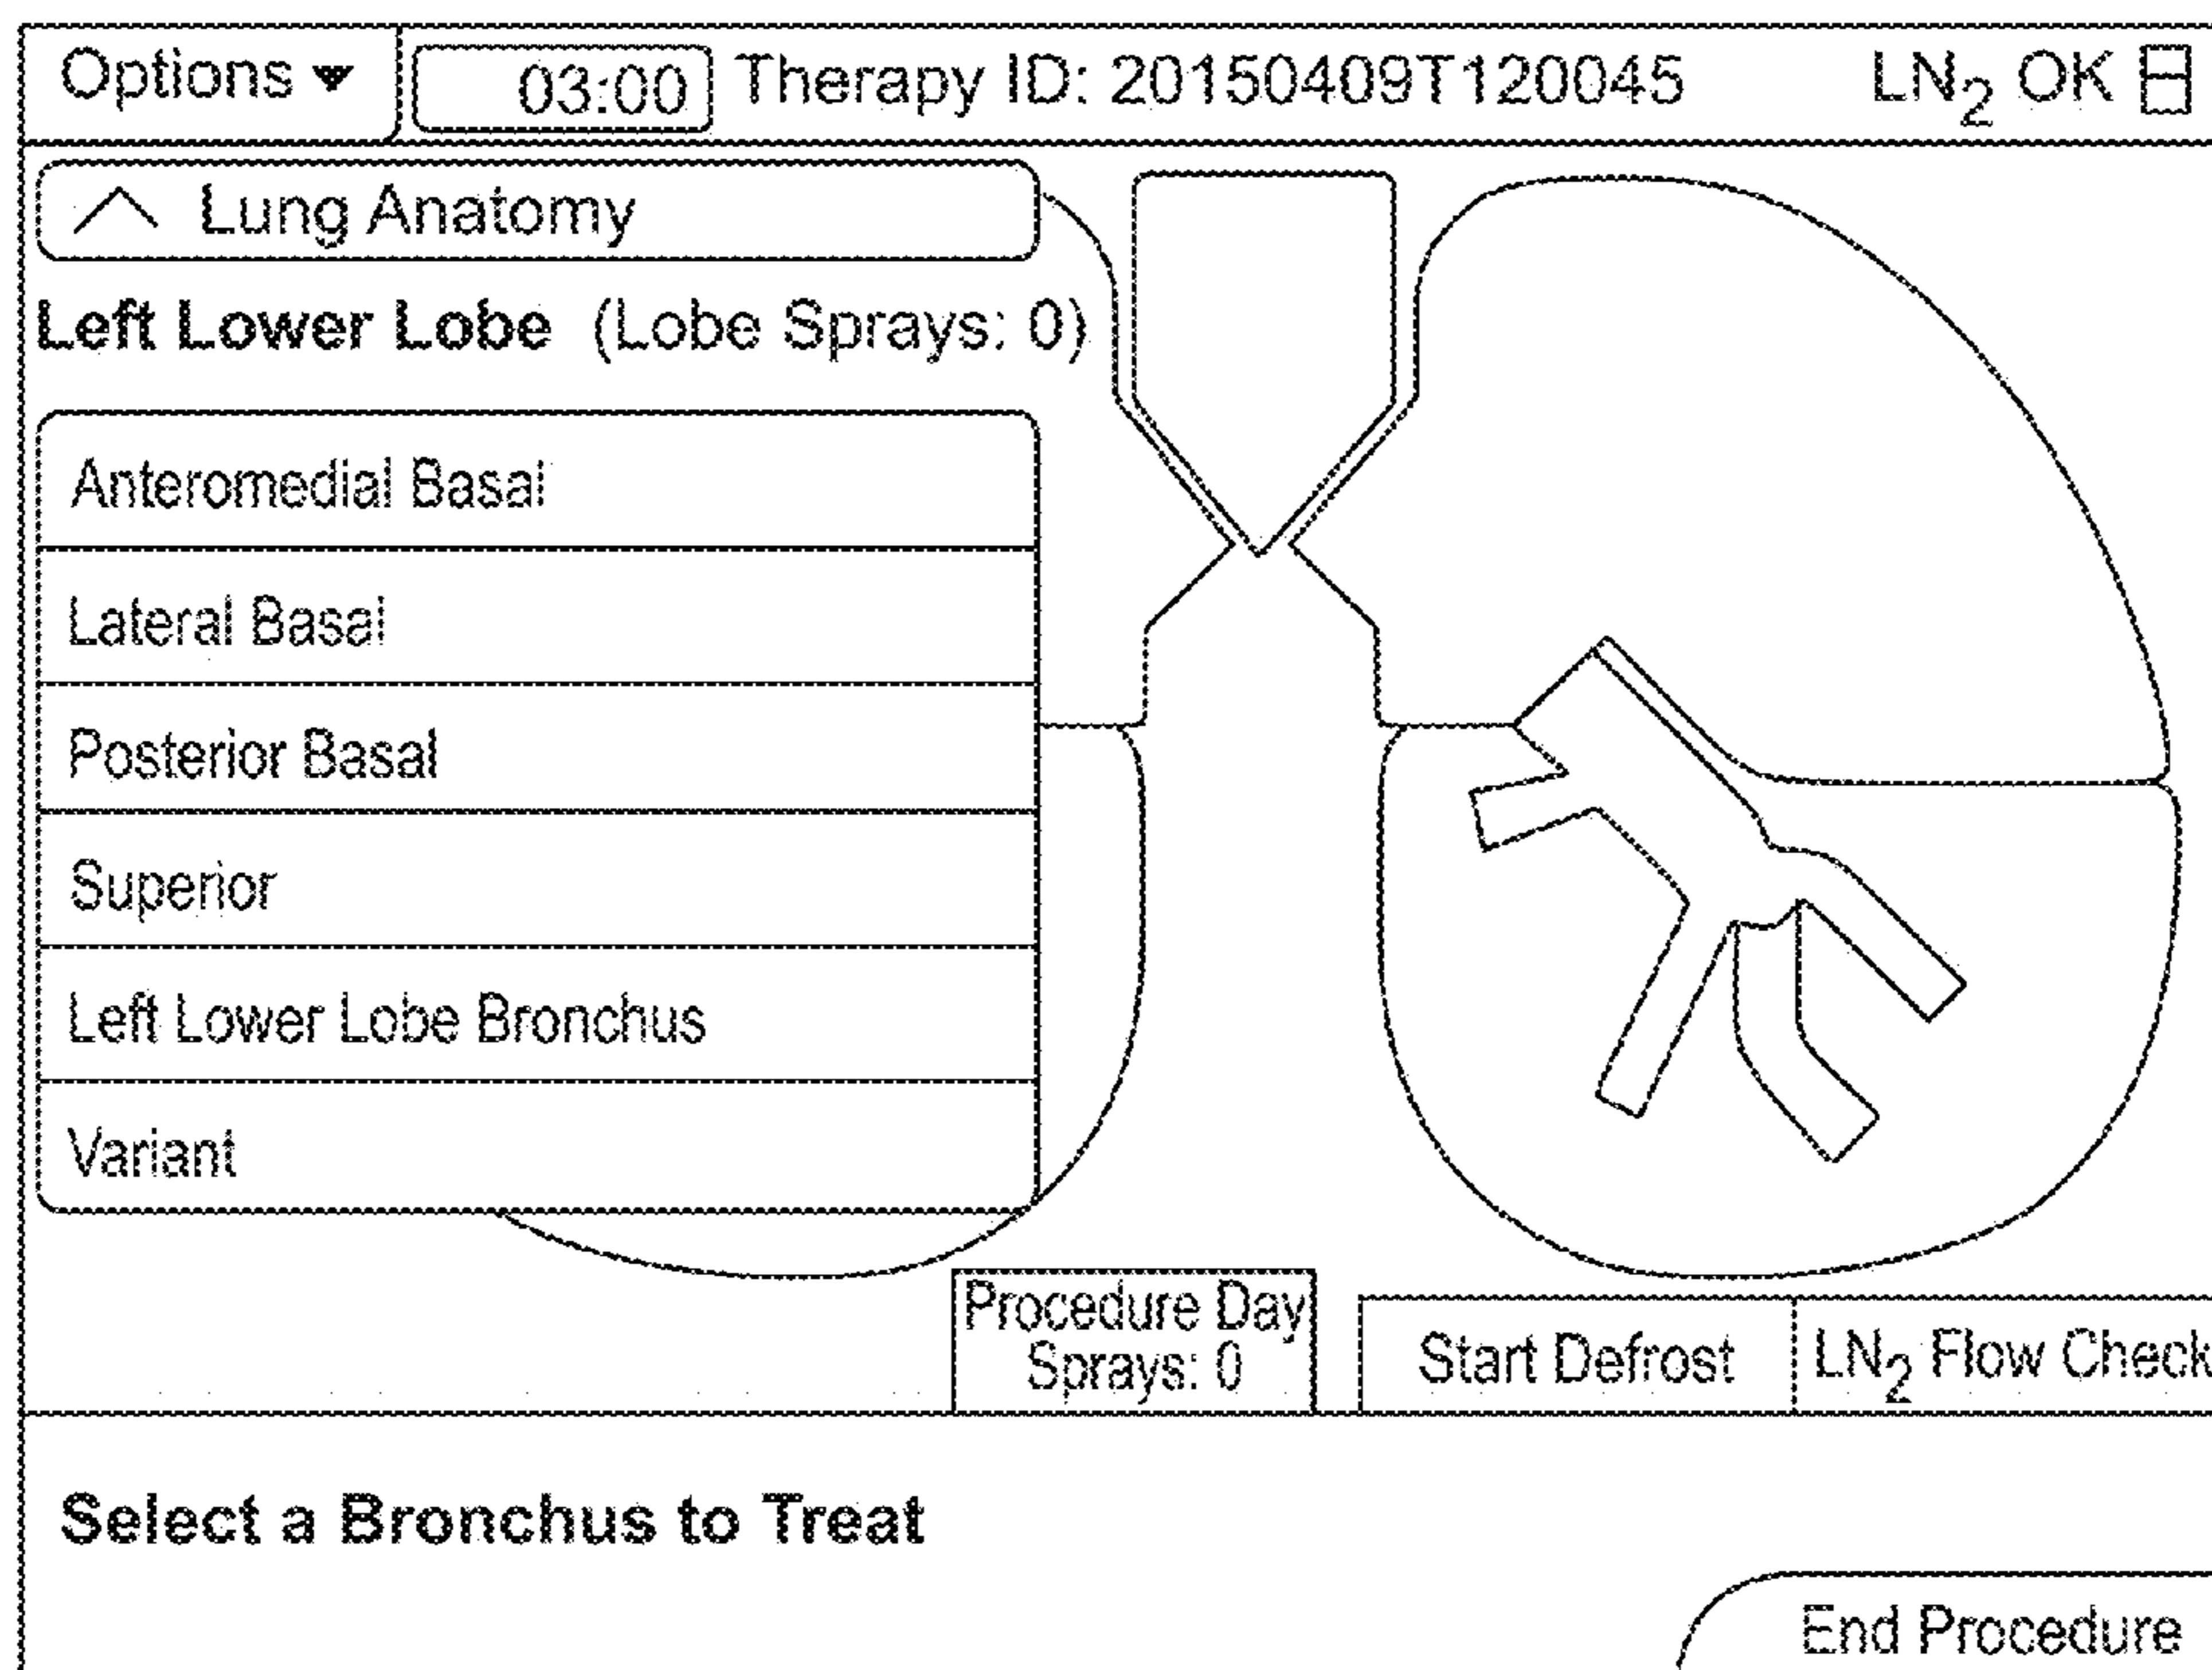 Options ▾ 03:00 Therapy ID: 20150409T120045 LN₂ OK
Lung Anatomy
Left Lower Lobe (Lobe Sprays: 0)
Anteromedial Basal
Lateral Basal
Posterior Basal
Superior
Left Lower Lobe Bronchus
Variant
Procedure Day
Sprays: 0
Start Defrost
LN₂ Flow Check
Select a Bronchus to Treat
End Procedure